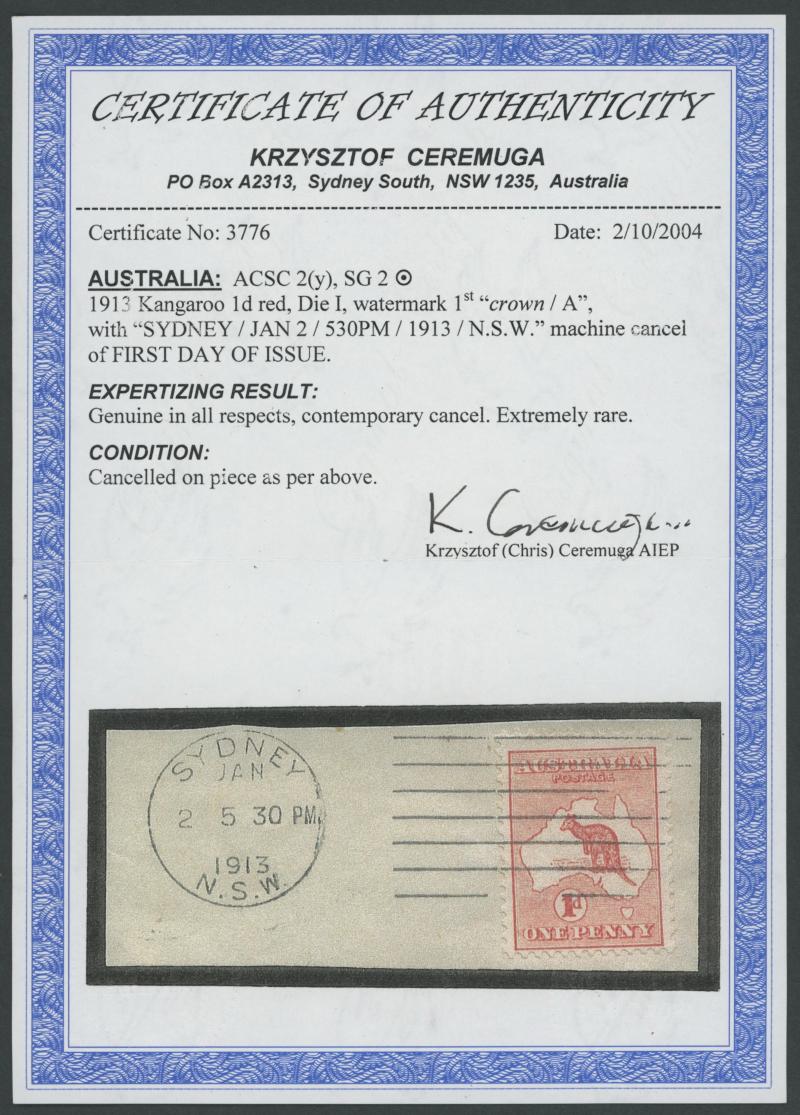 CERTIFICATE OF AUTHENTICITY
KRZYSZTOF CEREMUGA
PO Box A2313, Sydney South, NSW 1235, Australia
Certificate No: 3776 Date: 2/10/2004
AUSTRALIA: ACSC 2(y), SG 2 ⊙
1913 Kangaroo 1d red, Die I, watermark 1st “crown / A”,
with “SYDNEY / JAN 2 / 530PM / 1913 / N.S.W.” machine cancel
of FIRST DAY OF ISSUE.
EXPERTIZING RESULT:
Genuine in all respects, contemporary cancel. Extremely rare.
CONDITION:
Cancelled on piece as per above.
K. Ceremuga
Krzysztof (Chris) Ceremuga AIEP
SYDNEY
JAN
2 5 30 PM
1913
N.S.W.
AUSTRALIA
POSTAGE
1d
ONE PENNY